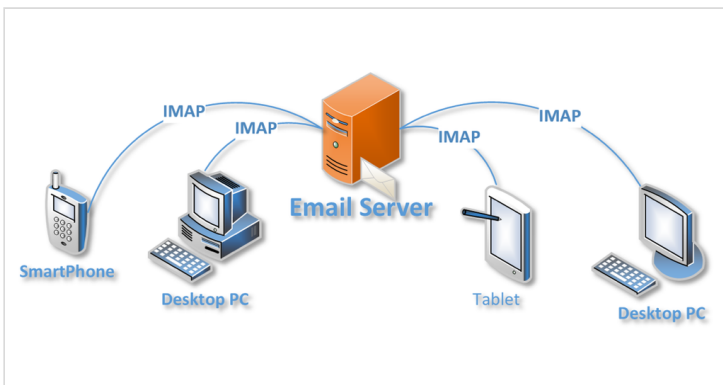 IMAP
IMAP
IMAP
IMAP
Email Server
SmartPhone
Desktop PC
Tablet
Desktop PC